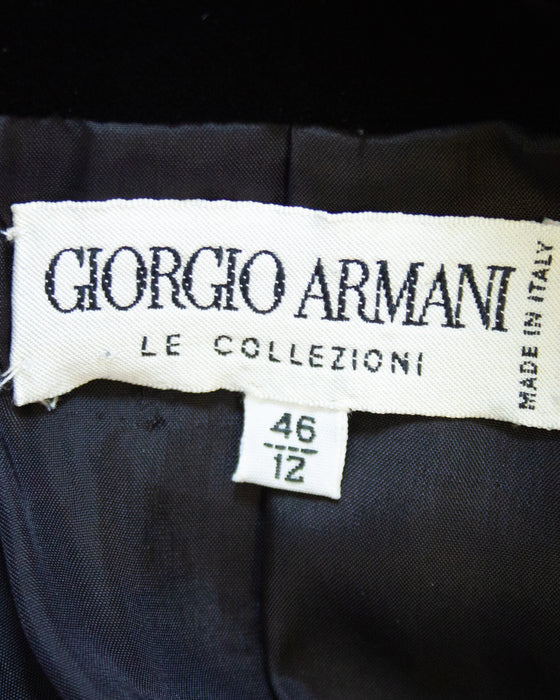 GIORGIO ARMANI
LE COLLEZIONI
MADE IN ITALY
46
12